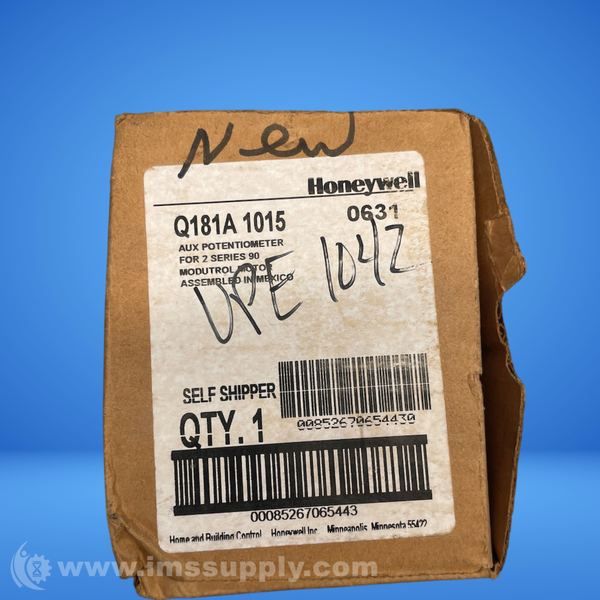 New
Honeywell
Q181A 1015 0631
AUX POTENTIOMETER
FOR 2 SERIES 90
MODUTROL MOTOR
ASSEMBLED IN MEXICO
UPE 1042
SELF SHIPPER
QTY. 1
00852670654430
00085267065443
Home and Building Control Honeywell Inc. Minneapolis, Minnesota 55422
www.imssupply.com